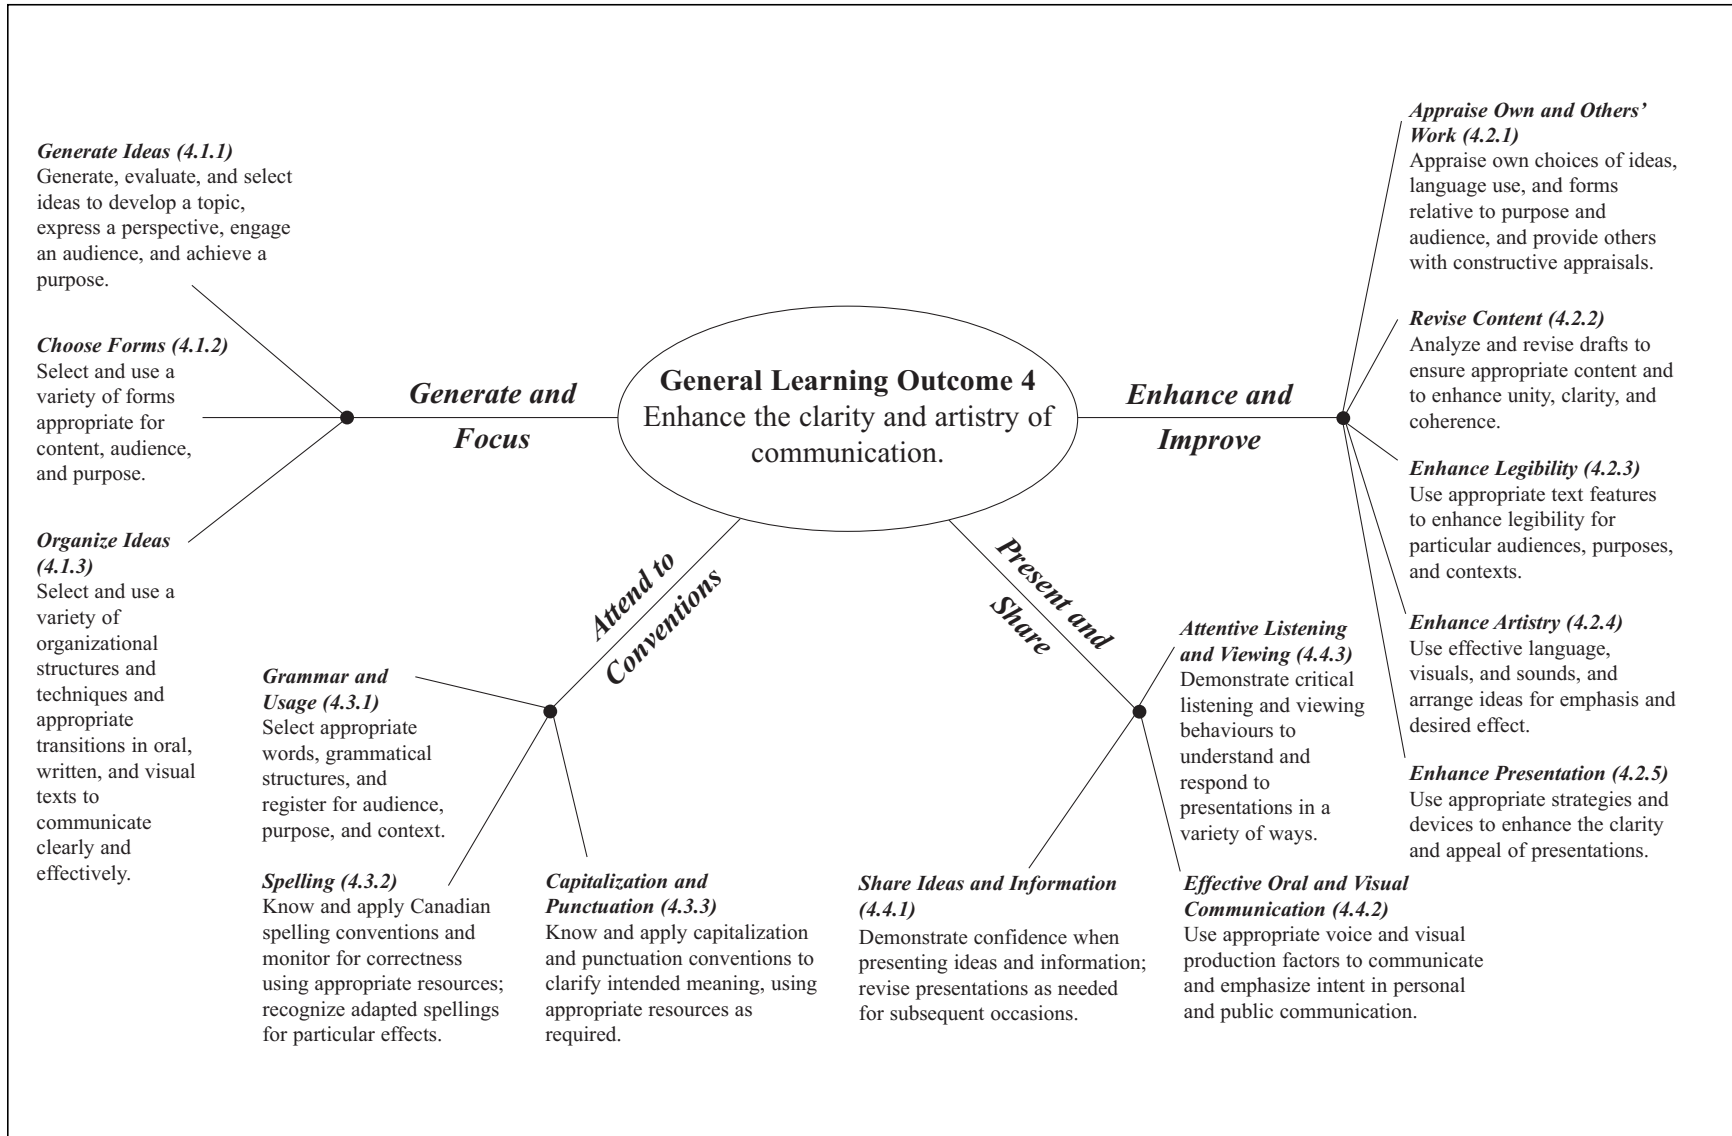 General Learning Outcome 4
Enhance the clarity and artistry of
communication.
Generate and
Focus
Generate Ideas (4.1.1)
Generate, evaluate, and select
ideas to develop a topic,
express a perspective, engage
an audience, and achieve a
purpose.
Choose Forms (4.1.2)
Select and use a
variety of forms
appropriate for
content, audience,
and purpose.
Organize Ideas
(4.1.3)
Select and use a
variety of
organizational
structures and
techniques and
appropriate
transitions in oral,
written, and visual
texts to
communicate
clearly and
effectively.
Enhance and
Improve
Appraise Own and Others’
Work (4.2.1)
Appraise own choices of ideas,
language use, and forms
relative to purpose and
audience, and provide others
with constructive appraisals.
Revise Content (4.2.2)
Analyze and revise drafts to
ensure appropriate content and
to enhance unity, clarity, and
coherence.
Enhance Legibility (4.2.3)
Use appropriate text features
to enhance legibility for
particular audiences, purposes,
and contexts.
Enhance Artistry (4.2.4)
Use effective language,
visuals, and sounds, and
arrange ideas for emphasis and
desired effect.
Enhance Presentation (4.2.5)
Use appropriate strategies and
devices to enhance the clarity
and appeal of presentations.
Attend to
Conventions
Grammar and
Usage (4.3.1)
Select appropriate
words, grammatical
structures, and
register for audience,
purpose, and context.
Spelling (4.3.2)
Know and apply Canadian
spelling conventions and
monitor for correctness
using appropriate resources;
recognize adapted spellings
for particular effects.
Capitalization and
Punctuation (4.3.3)
Know and apply capitalization
and punctuation conventions to
clarify intended meaning, using
appropriate resources as
required.
Present and
Share
Share Ideas and Information
(4.4.1)
Demonstrate confidence when
presenting ideas and information;
revise presentations as needed
for subsequent occasions.
Effective Oral and Visual
Communication (4.4.2)
Use appropriate voice and visual
production factors to communicate
and emphasize intent in personal
and public communication.
Attentive Listening
and Viewing (4.4.3)
Demonstrate critical
listening and viewing
behaviours to
understand and
respond to
presentations in a
variety of ways.